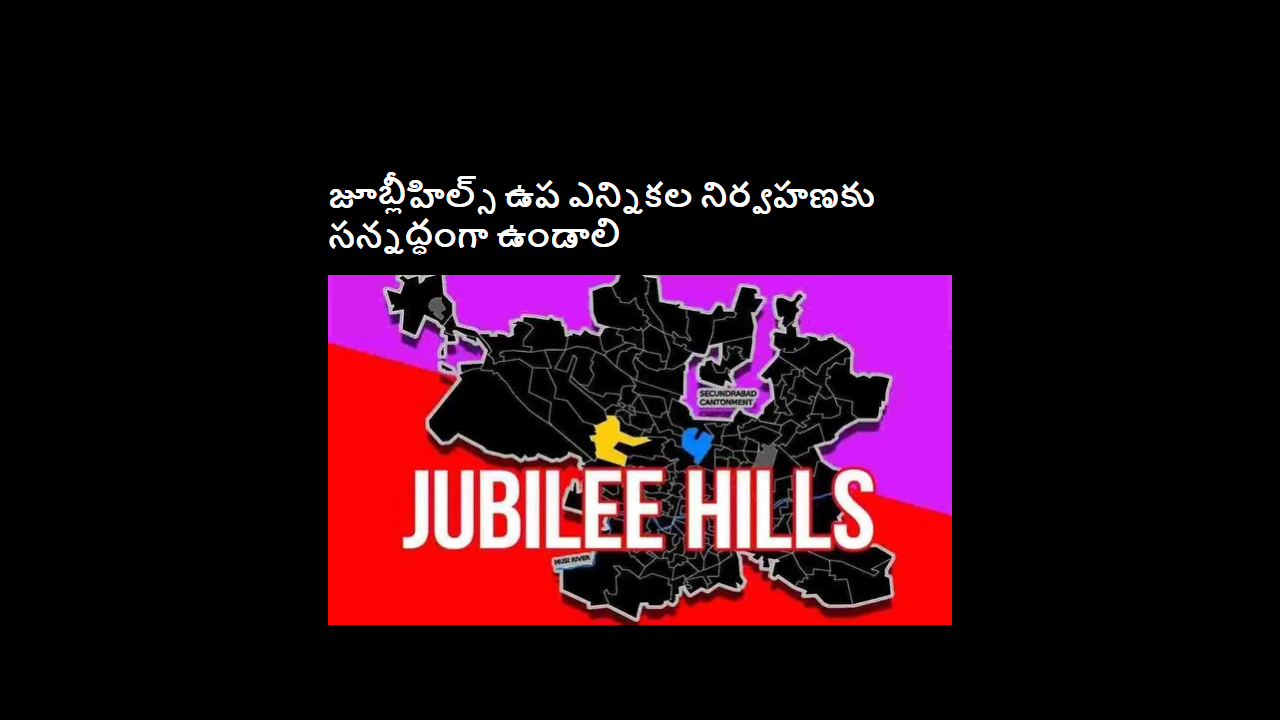 జూబ్లీహిల్స్ ఉప ఎన్నికల నిర్వహణకు
సన్నద్ధంగా ఉండాలి
SECUNDRABAD
CANTONMENT
JUBILEE HILLS
MUSI RIVER